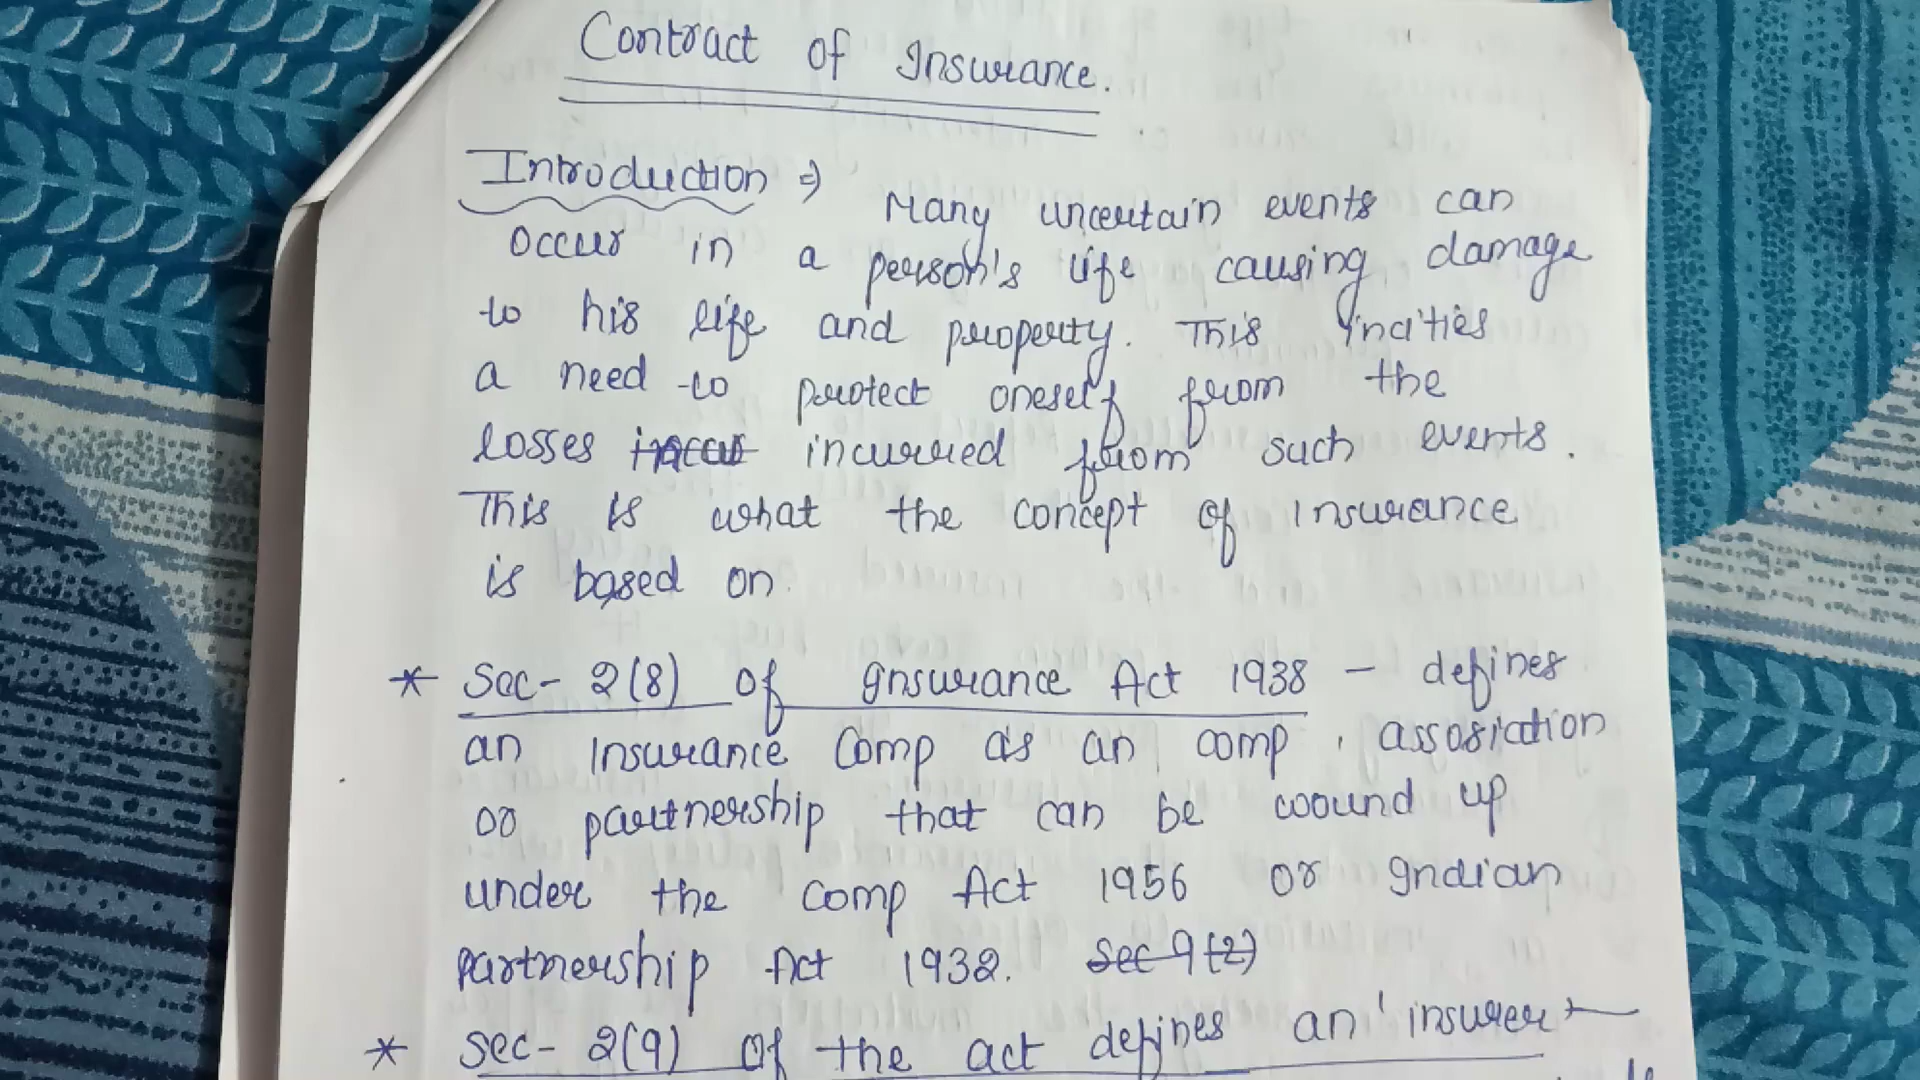 Contract of Insurance.
Introduction ⇒ Many uncertain events can
occur in a person's life causing damage
to his life and property. This incities
a need to protect oneself from the
losses incurred from such events.
This is what the concept of insurance
is based on.
* Sec- 2(8) of Insurance Act 1938 - defines
an insurance comp as an comp, assosication
or partnership that can be wound up
under the comp Act 1956 or Indian
partnership Act 1932. Sec 9(2)
* Sec- 2(9) of the act defines an 'insurer'